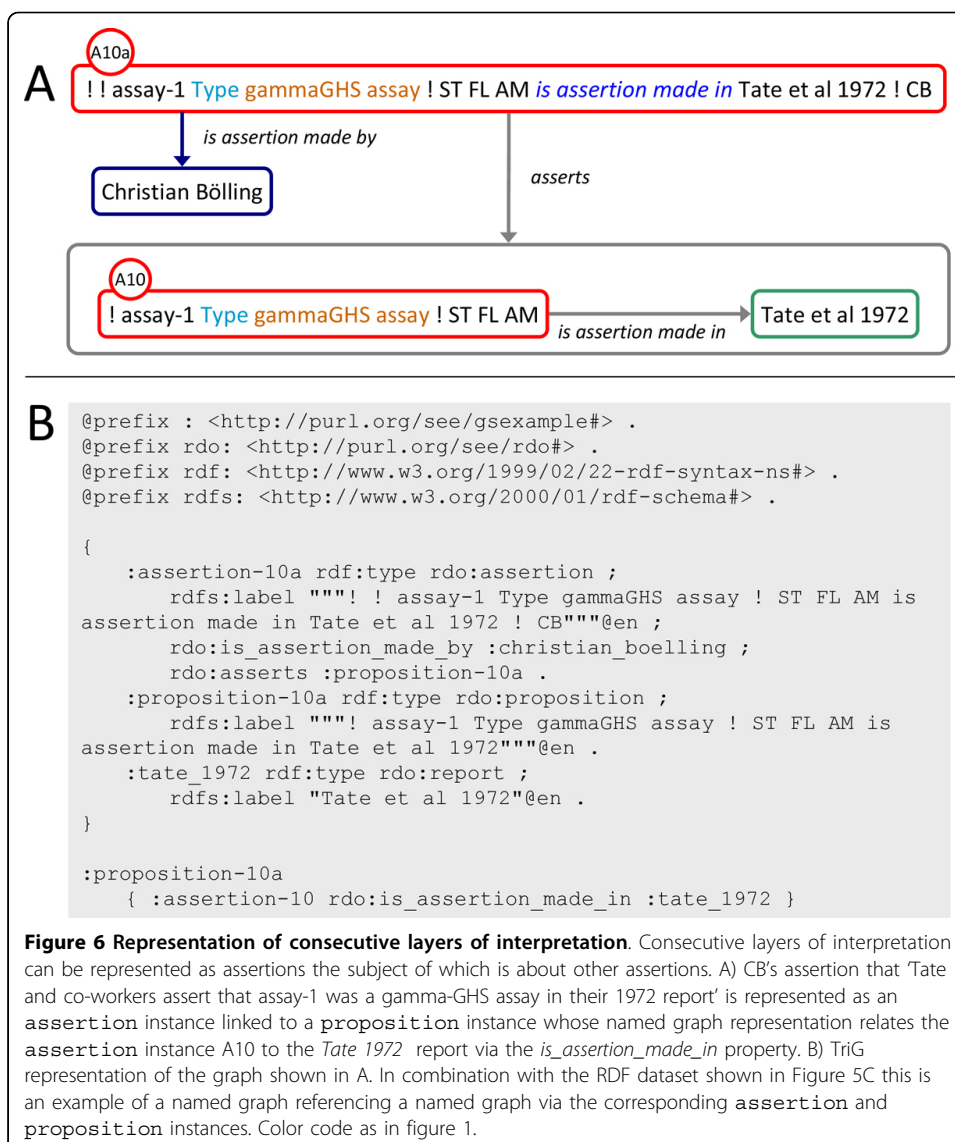 A
A10a
! ! assay-1 Type gammaGHS assay ! ST FL AM is assertion made in Tate et al 1972 ! CB
is assertion made by
asserts
Christian Bölling
A10
! assay-1 Type gammaGHS assay ! ST FL AM
is assertion made in
Tate et al 1972
B
@prefix : <http://purl.org/see/gsexample#> .
@prefix rdo: <http://purl.org/see/rdo#> .
@prefix rdf: <http://www.w3.org/1999/02/22-rdf-syntax-ns#> .
@prefix rdfs: <http://www.w3.org/2000/01/rdf-schema#> .
{
:assertion-10a rdf:type rdo:assertion ;
rdfs:label """! ! assay-1 Type gammaGHS assay ! ST FL AM is
assertion made in Tate et al 1972 ! CB"""@en ;
rdo:is_assertion_made_by :christian_boelling ;
rdo:asserts :proposition-10a .
:proposition-10a rdf:type rdo:proposition ;
rdfs:label """! assay-1 Type gammaGHS assay ! ST FL AM is
assertion made in Tate et al 1972"""@en .
:tate_1972 rdf:type rdo:report ;
rdfs:label "Tate et al 1972"@en .
}
:proposition-10a
{ :assertion-10 rdo:is_assertion_made_in :tate_1972 }
Figure 6 Representation of consecutive layers of interpretation. Consecutive layers of interpretation
can be represented as assertions the subject of which is about other assertions. A) CB's assertion that 'Tate
and co-workers assert that assay-1 was a gamma-GHS assay in their 1972 report' is represented as an
assertion instance linked to a proposition instance whose named graph representation relates the
assertion instance A10 to the Tate 1972 report via the is_assertion_made_in property. B) TriG
representation of the graph shown in A. In combination with the RDF dataset shown in Figure 5C this is
an example of a named graph referencing a named graph via the corresponding assertion and
proposition instances. Color code as in figure 1.